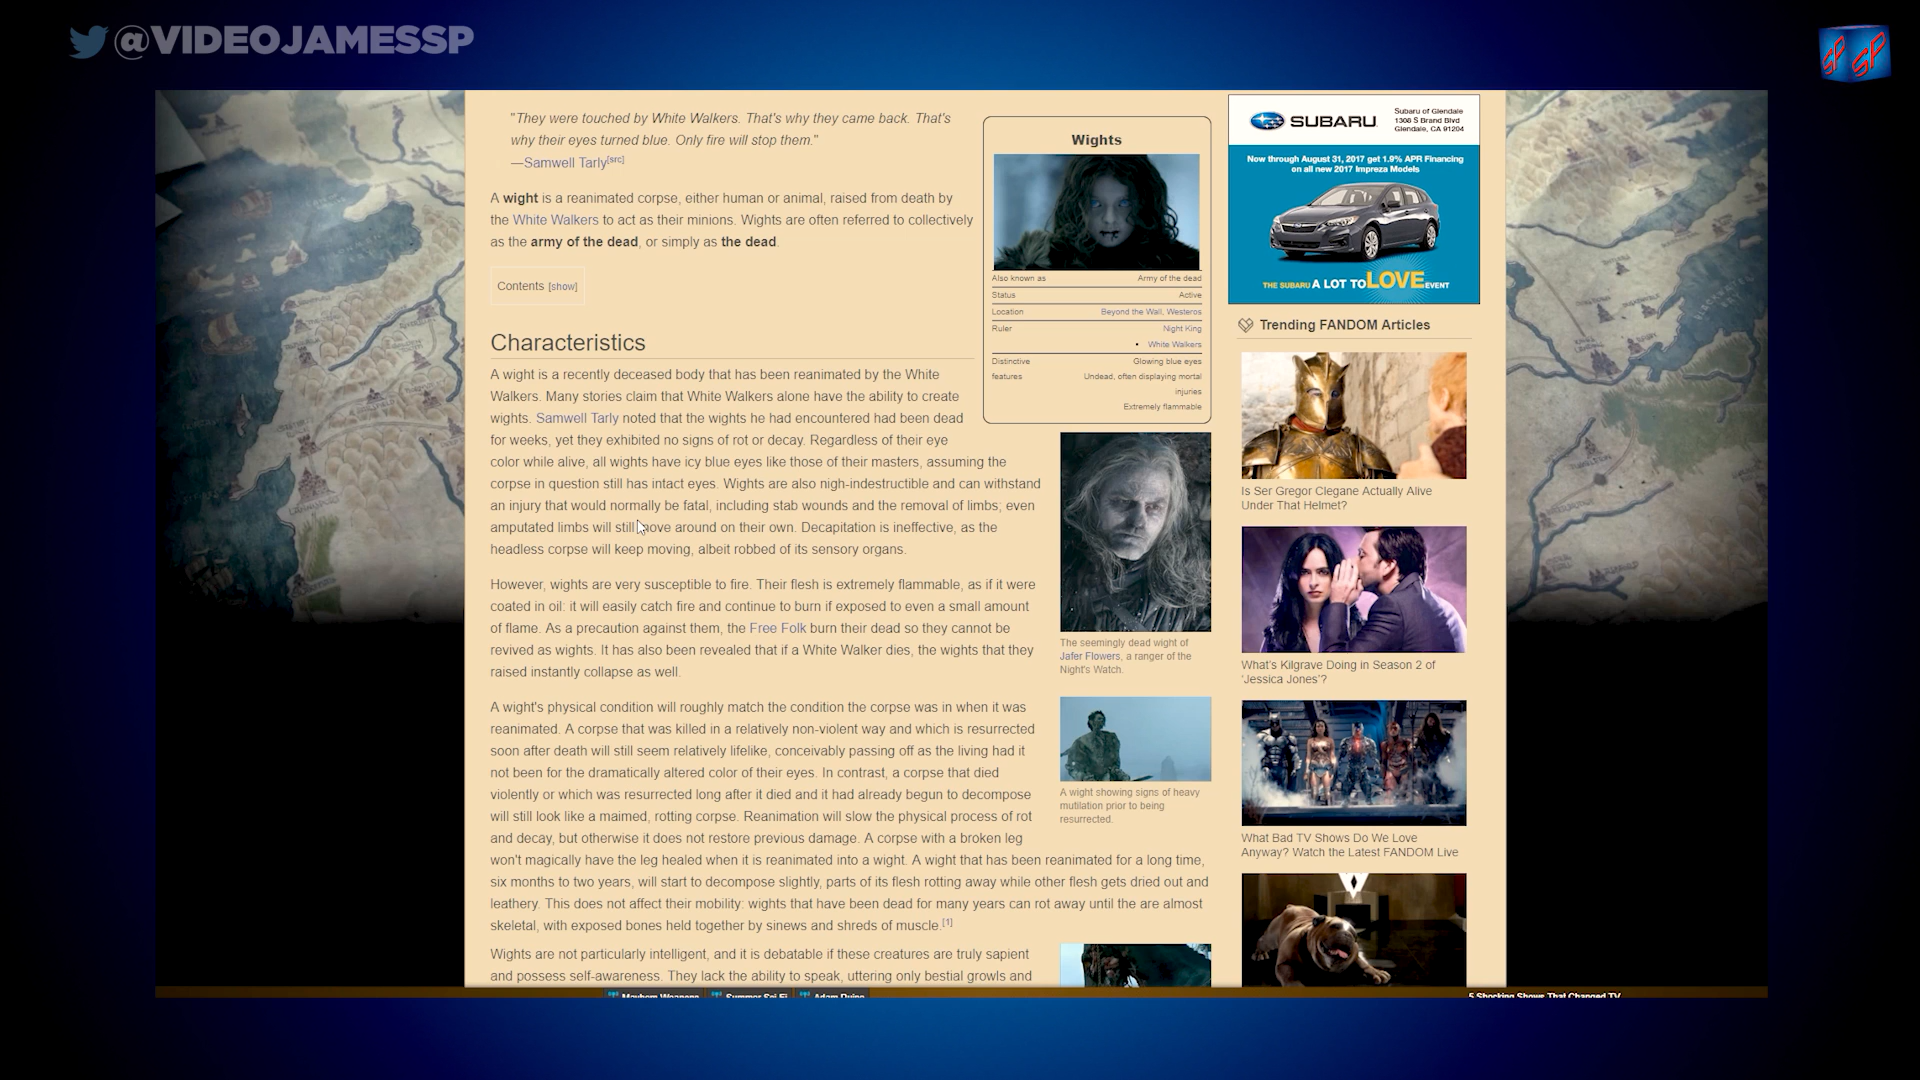 @VIDEOJAMESSP
SP SP
"They were touched by White Walkers. That's why they came back. That's
why their eyes turned blue. Only fire will stop them."
—Samwell Tarly[src]
A wight is a reanimated corpse, either human or animal, raised from death by
the White Walkers to act as their minions. Wights are often referred to collectively
as the army of the dead, or simply as the dead.
Contents [show]
Characteristics
A wight is a recently deceased body that has been reanimated by the White
Walkers. Many stories claim that White Walkers alone have the ability to create
wights. Samwell Tarly noted that the wights he had encountered had been dead
for weeks, yet they exhibited no signs of rot or decay. Regardless of their eye
color while alive, all wights have icy blue eyes like those of their masters, assuming the
corpse in question still has intact eyes. Wights are also nigh-indestructible and can withstand
an injury that would normally be fatal, including stab wounds and the removal of limbs; even
amputated limbs will still move around on their own. Decapitation is ineffective, as the
headless corpse will keep moving, albeit robbed of its sensory organs.
However, wights are very susceptible to fire. Their flesh is extremely flammable, as if it were
coated in oil: it will easily catch fire and continue to burn if exposed to even a small amount
of flame. As a precaution against them, the Free Folk burn their dead so they cannot be
revived as wights. It has also been revealed that if a White Walker dies, the wights that they
raised instantly collapse as well.
A wight's physical condition will roughly match the condition the corpse was in when it was
reanimated. A corpse that was killed in a relatively non-violent way and which is resurrected
soon after death will still seem relatively lifelike, conceivably passing off as the living had it
not been for the dramatically altered color of their eyes. In contrast, a corpse that died
violently or which was resurrected long after it died and it had already begun to decompose
will still look like a maimed, rotting corpse. Reanimation will slow the physical process of rot
and decay, but otherwise it does not restore previous damage. A corpse with a broken leg
won't magically have the leg healed when it is reanimated into a wight. A wight that has been reanimated for a long time,
six months to two years, will start to decompose slightly, parts of its flesh rotting away while other flesh gets dried out and
leathery. This does not affect their mobility: wights that have been dead for many years can rot away until the are almost
skeletal, with exposed bones held together by sinews and shreds of muscle.[1]
Wights are not particularly intelligent, and it is debatable if these creatures are truly sapient
and possess self-awareness. They lack the ability to speak, uttering only bestial growls and
Wights
Also known as Army of the dead
Status Active
Location Beyond the Wall, Westeros
Ruler Night King
• White Walkers
Distinctive Glowing blue eyes
features Undead, often displaying mortal
injuries
Extremely flammable
The seemingly dead wight of
Jafer Flowers, a ranger of the
Night's Watch.
A wight showing signs of heavy
mutilation prior to being
resurrected.
SUBARU
Subaru of Glendale
1308 S Brand Blvd
Glendale, CA 91204
Now through August 31, 2017 get 1.9% APR Financing
on all new 2017 Impreza Models
THE SUBARU A LOT TO LOVE EVENT
Trending FANDOM Articles
Is Ser Gregor Clegane Actually Alive
Under That Helmet?
What's Kilgrave Doing in Season 2 of
'Jessica Jones'?
What Bad TV Shows Do We Love
Anyway? Watch the Latest FANDOM Live
Mayhem Weapons Summer Sci-Fi Adam Ruins
5 Shocking Shows That Changed TV